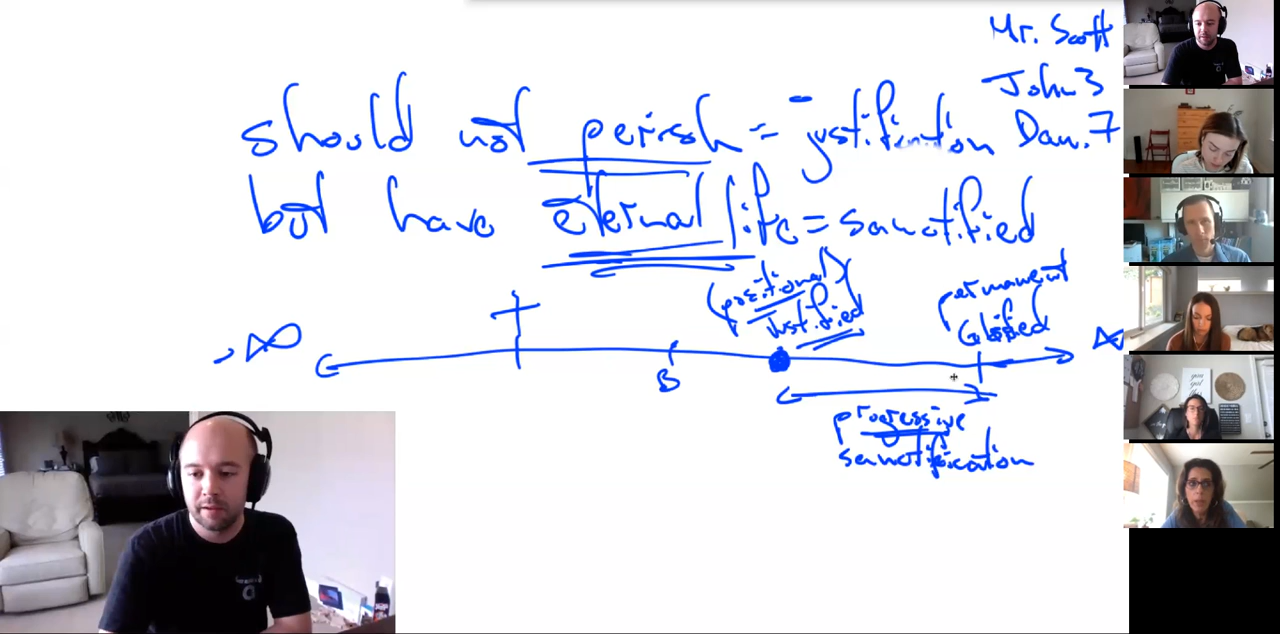 Mr. Scott
John 3
should not perish = justification Dan. 7
but have eternal life = sanctified
(positional)
Justified
permanent
Glorified
-∞
∞
B
progressive
sanctification